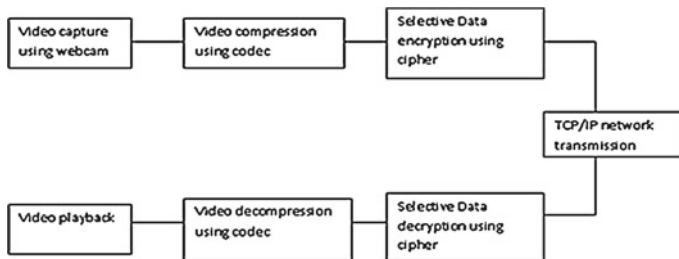 Video capture
using webcam
Video compression
using codec
Selective Data
encryption using
cipher
TCP/IP network
transmission
Video playback
Video decompression
using codec
Selective Data
decryption using
cipher